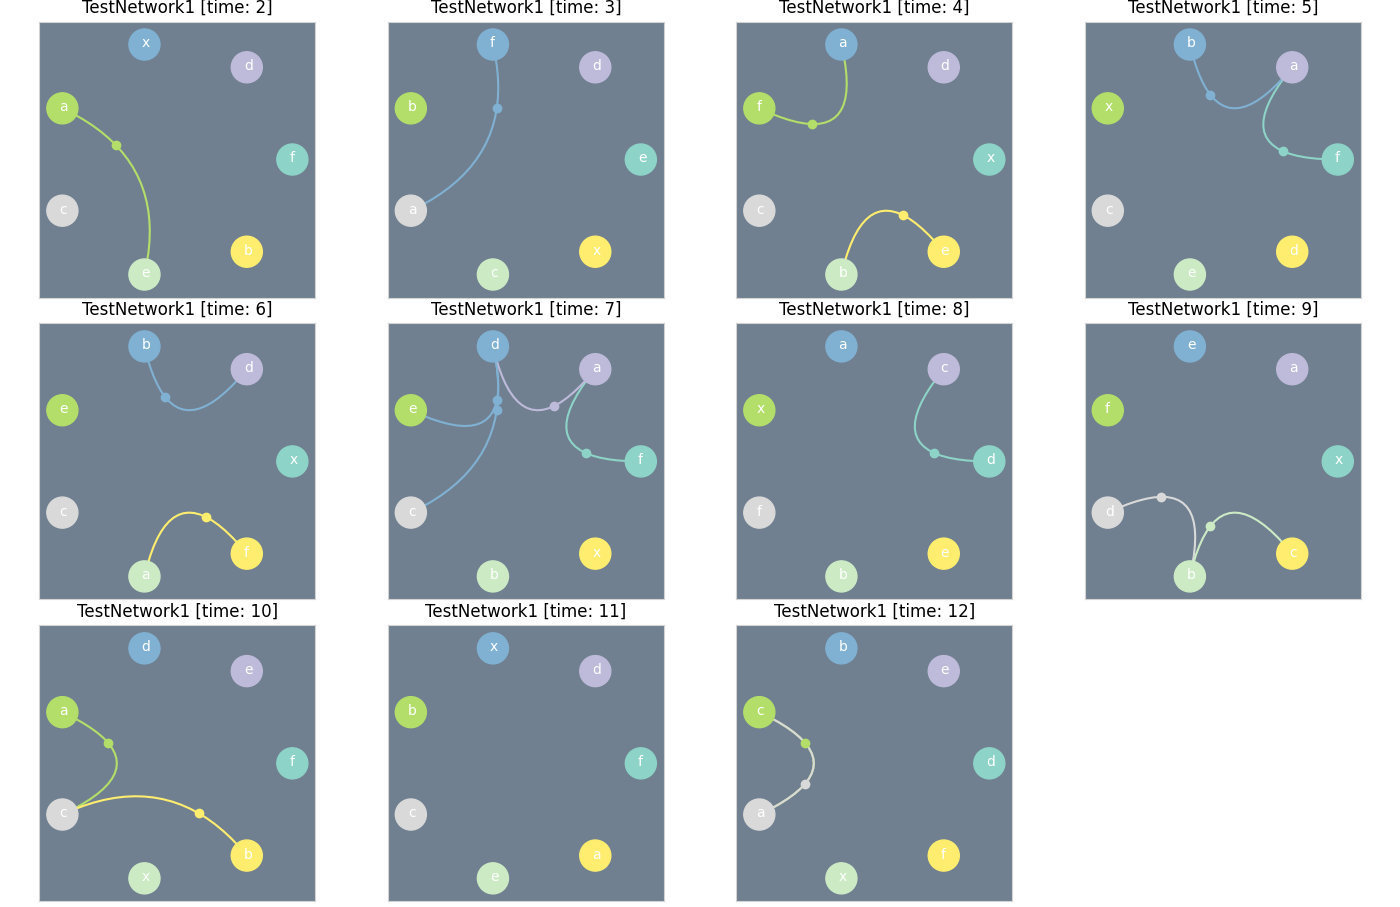 TestNetwork1 [time: 2]
x
d
a
f
c
b
e
TestNetwork1 [time: 3]
f
d
b
e
a
x
c
TestNetwork1 [time: 4]
a
d
f
x
c
e
b
TestNetwork1 [time: 5]
b
a
x
f
c
d
e
TestNetwork1 [time: 6]
b
d
e
x
c
f
a
TestNetwork1 [time: 7]
d
a
e
f
c
x
b
TestNetwork1 [time: 8]
a
c
x
d
f
e
b
TestNetwork1 [time: 9]
e
a
f
x
d
c
b
TestNetwork1 [time: 10]
d
e
a
f
c
b
x
TestNetwork1 [time: 11]
x
d
b
f
c
a
e
TestNetwork1 [time: 12]
b
e
c
d
a
f
x